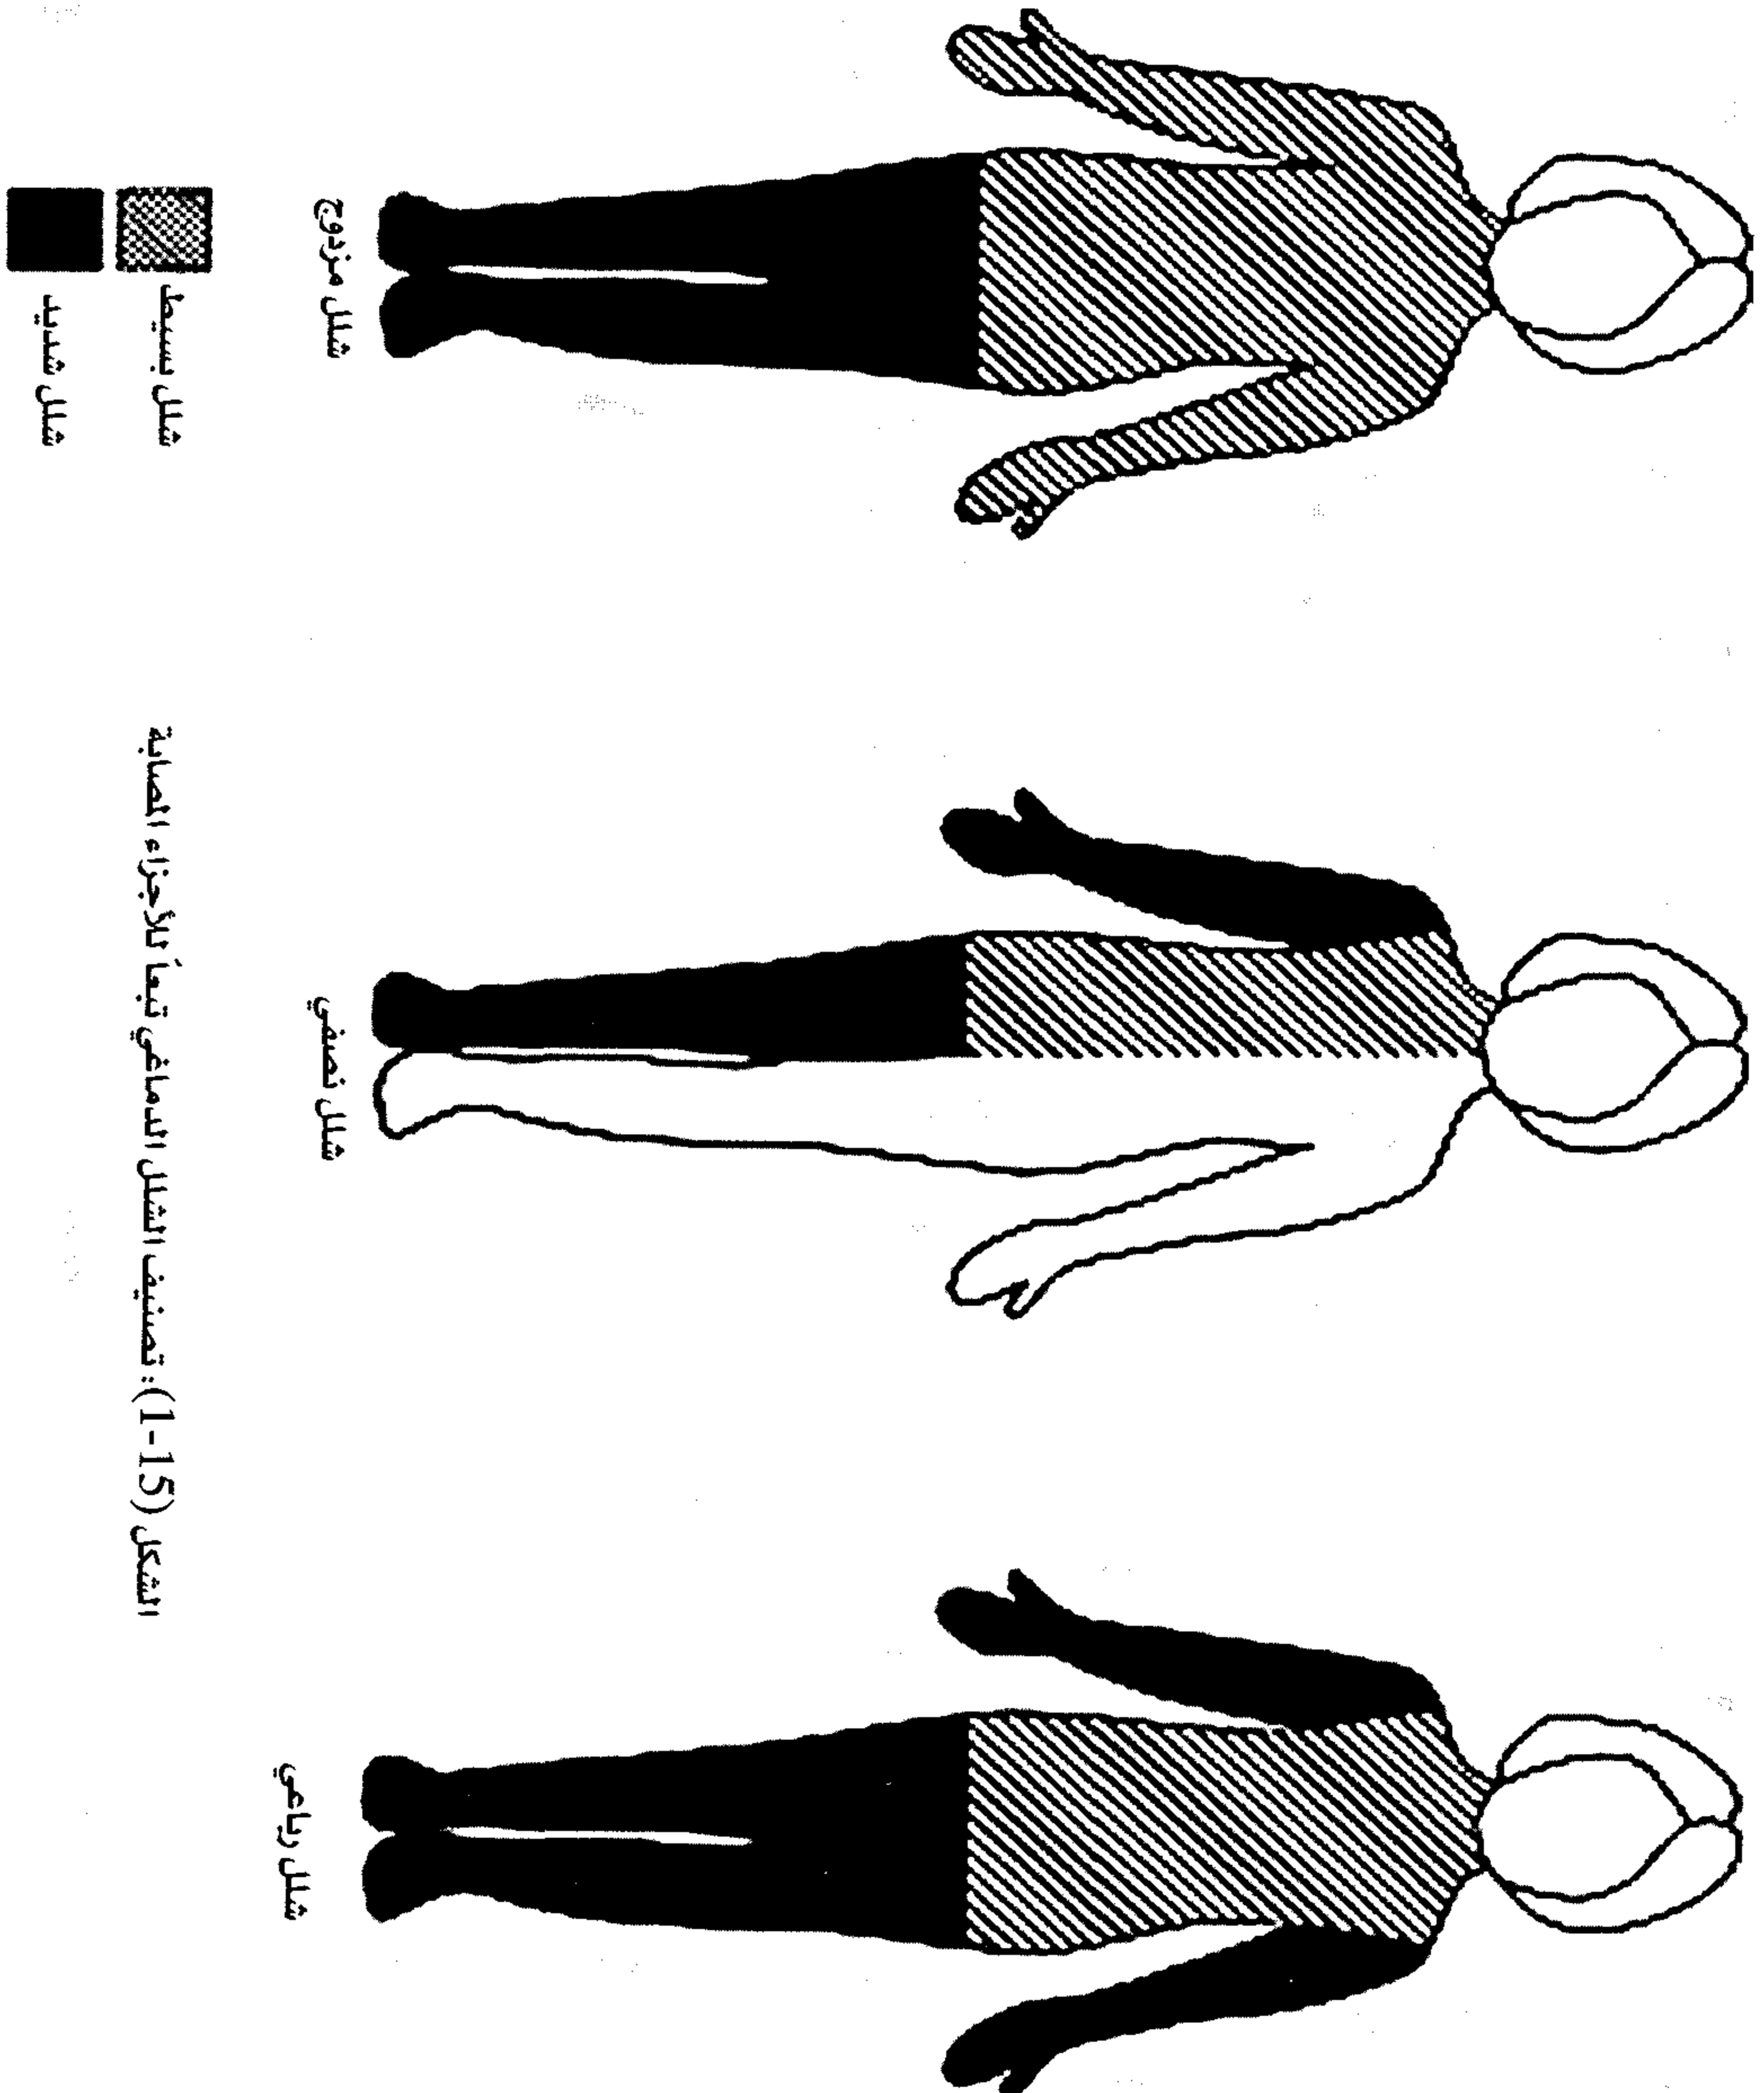 شلل مزدوج
شلل نصفي
شلل رباعي
الشكل (15-1): تصنيف الشلل الدماغي تبعاً للأجزاء المصابة
شلل بسيط
شلل شديد